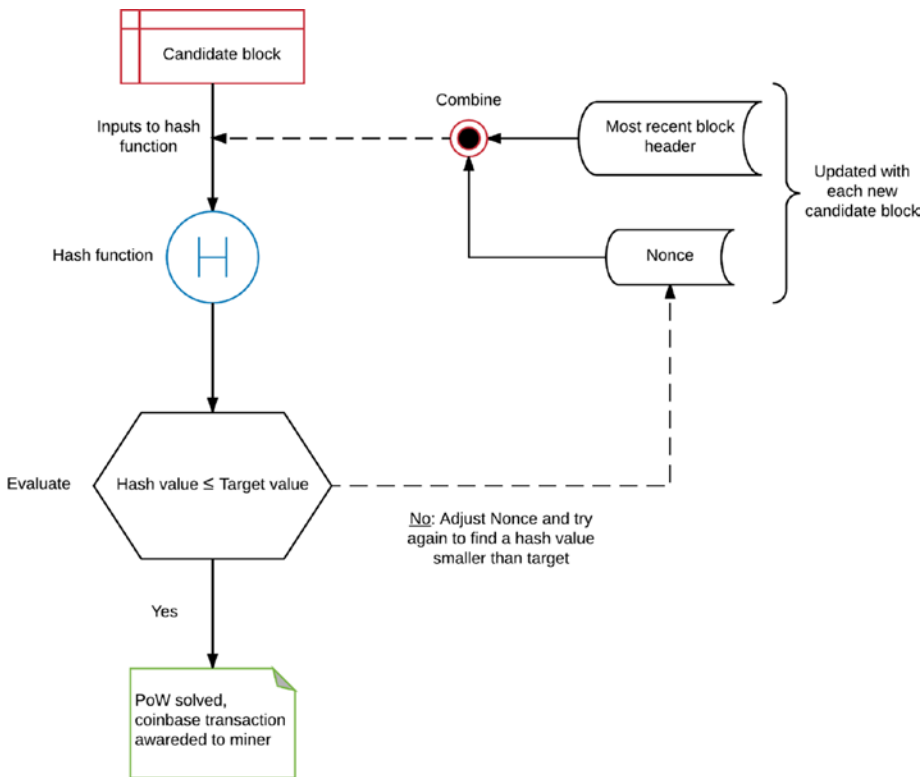 Candidate block
Combine
Inputs to hash
function
Most recent block
header
Updated with
each new
candidate block
Hash function
H
Nonce
Evaluate
Hash value ≤ Target value
No: Adjust Nonce and try
again to find a hash value
smaller than target
Yes
PoW solved,
coinbase transaction
awareded to miner